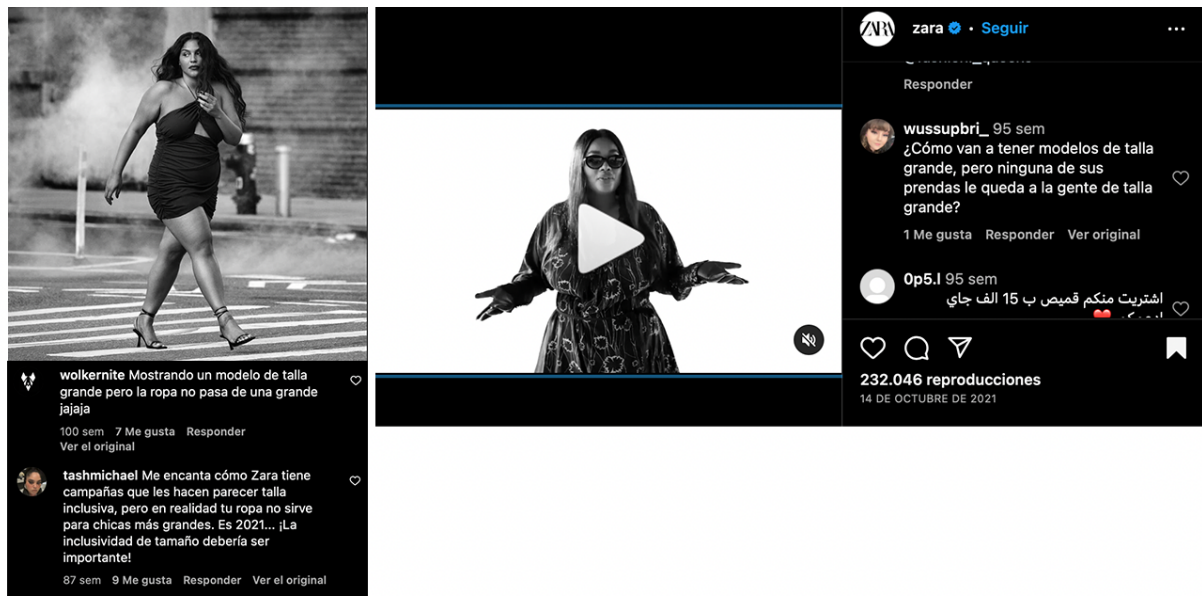 wolkernite Mostrando un modelo de talla
grande pero la ropa no pasa de una grande
jajaja
100 sem 7 Me gusta Responder
Ver el original
tashmichael Me encanta cómo Zara tiene
campañas que les hacen parecer talla
inclusiva, pero en realidad tu ropa no sirve
para chicas más grandes. Es 2021... ¡La
inclusividad de tamaño debería ser
importante!
87 sem 9 Me gusta Responder Ver el original
ZARA
zara • Seguir
Responder
wussupbri_ 95 sem
¿Cómo van a tener modelos de talla
grande, pero ninguna de sus
prendas le queda a la gente de talla
grande?
1 Me gusta Responder Ver original
0p5.l 95 sem
اشتريت منكم قميص ب 15 الف جاي
232.046 reproducciones
14 DE OCTUBRE DE 2021